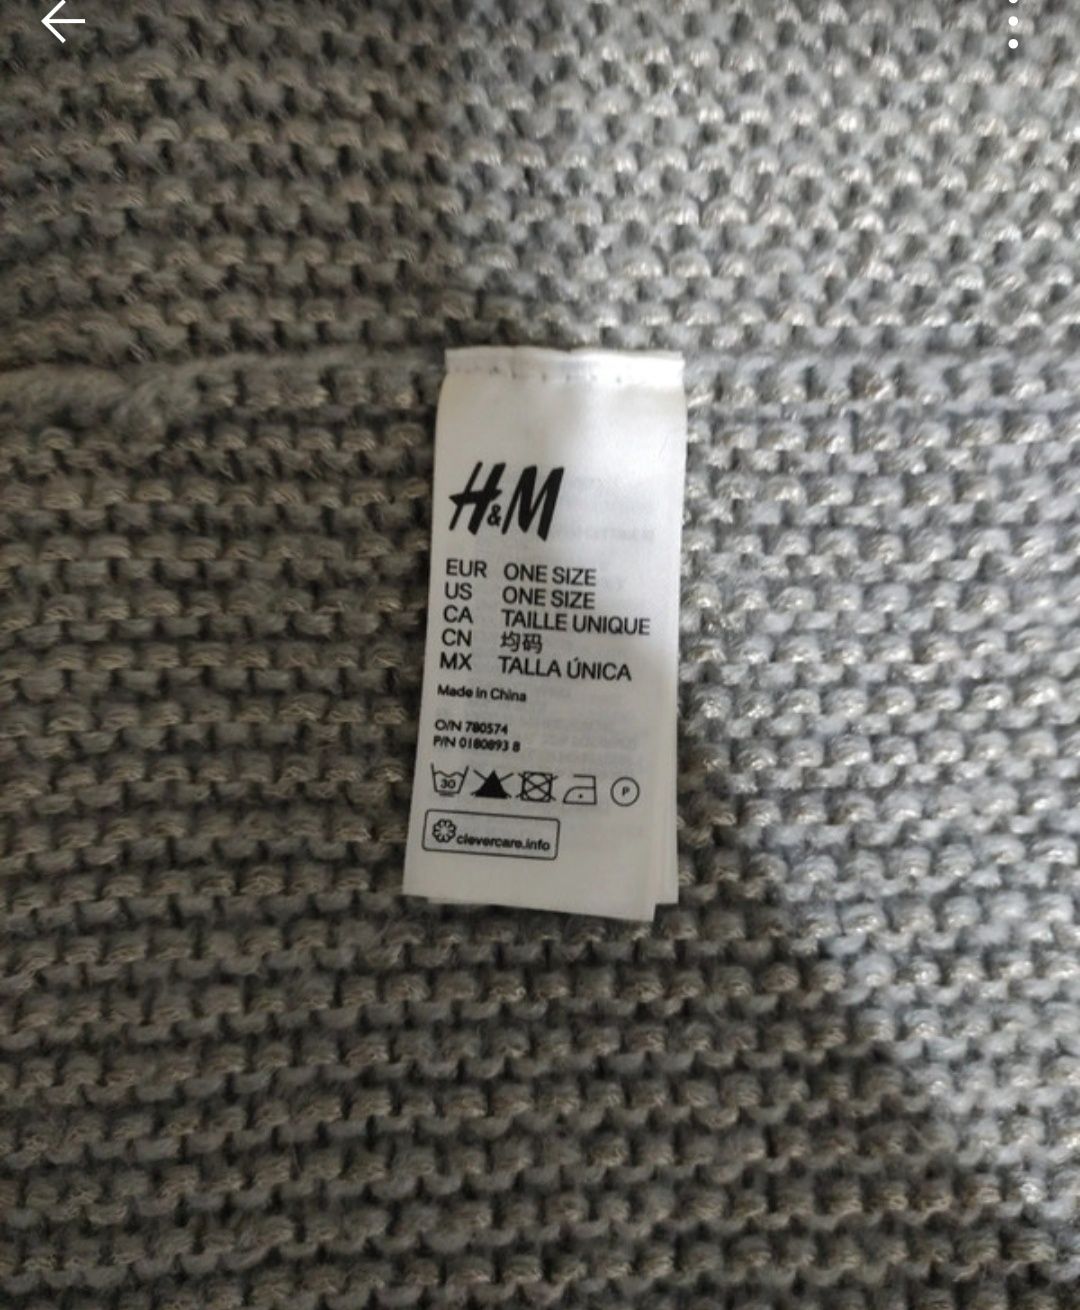 H&M
EUR ONE SIZE
US ONE SIZE
CA TAILLE UNIQUE
CN 均码
MX TALLA ÚNICA
Made in China
O/N 780574
P/N 0180893 8
30 P
clevercare.info